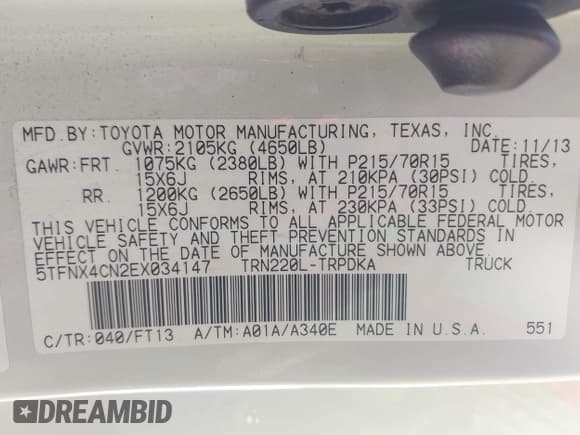 MFD.BY:TOYOTA MOTOR MANUFACTURING, TEXAS, INC.
GVWR:2105KG (4650LB) DATE:11/13
GAWR:FRT 1075KG (2380LB) WITH P215/70R15 TIRES,
15X6J RIMS, AT 210KPA (30PSI) COLD.
RR 1200KG (2650LB) WITH P215/70R15 TIRES,
15X6J RIMS, AT 230KPA (33PSI) COLD.
THIS VEHICLE CONFORMS TO ALL APPLICABLE FEDERAL MOTOR
VEHICLE SAFETY AND THEFT PREVENTION STANDARDS IN
EFFECT ON THE DATE OF MANUFACTURE SHOWN ABOVE.
5TFNX4CN2EX034147 TRN220L-TRPDKA TRUCK
C/TR:040/FT13 A/TM:A01A/A340E MADE IN U.S.A. 551
DREAMBID